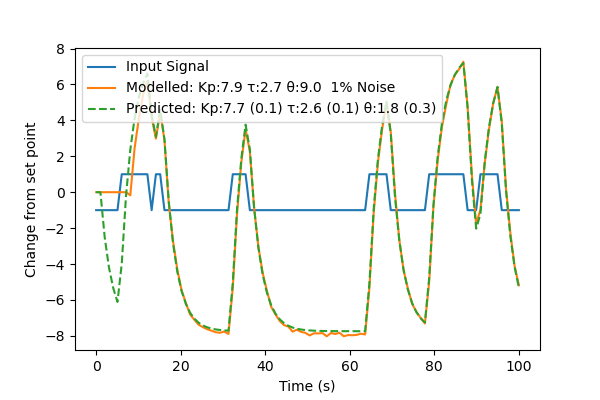 8
6
4
2
0
−2
−4
−6
−8
Change from set point
Input Signal
Modelled: Kp:7.9 τ:2.7 θ:9.0  1% Noise
Predicted: Kp:7.7 (0.1) τ:2.6 (0.1) θ:1.8 (0.3)
0 20 40 60 80 100
Time (s)